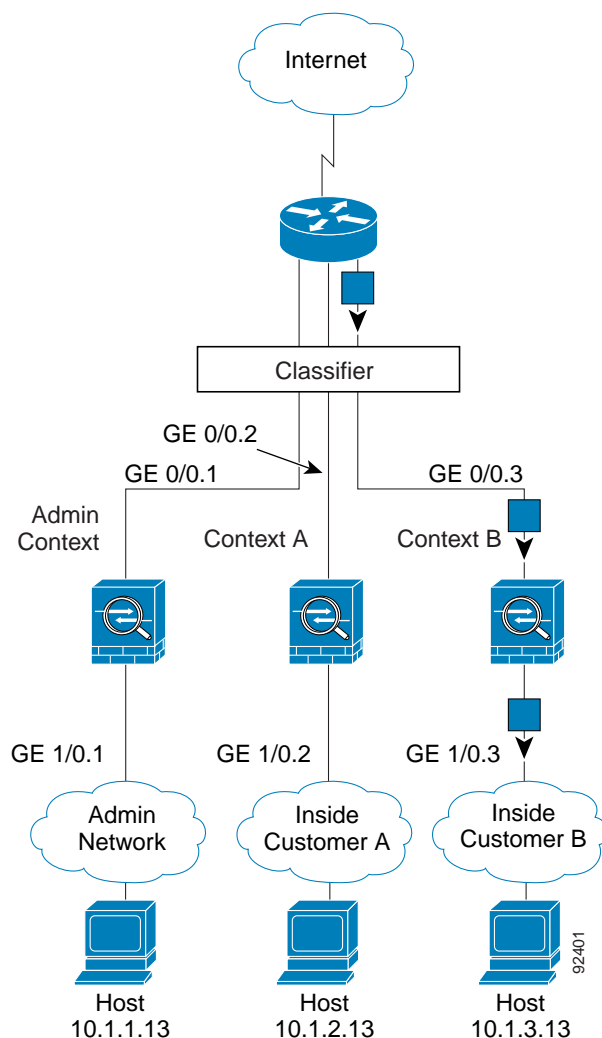 Internet
Classifier
GE 0/0.2
GE 0/0.1
GE 0/0.3
Admin
Context
Context A
Context B
GE 1/0.1
GE 1/0.2
GE 1/0.3
Admin
Network
Inside
Customer A
Inside
Customer B
92401
Host
10.1.1.13
Host
10.1.2.13
Host
10.1.3.13